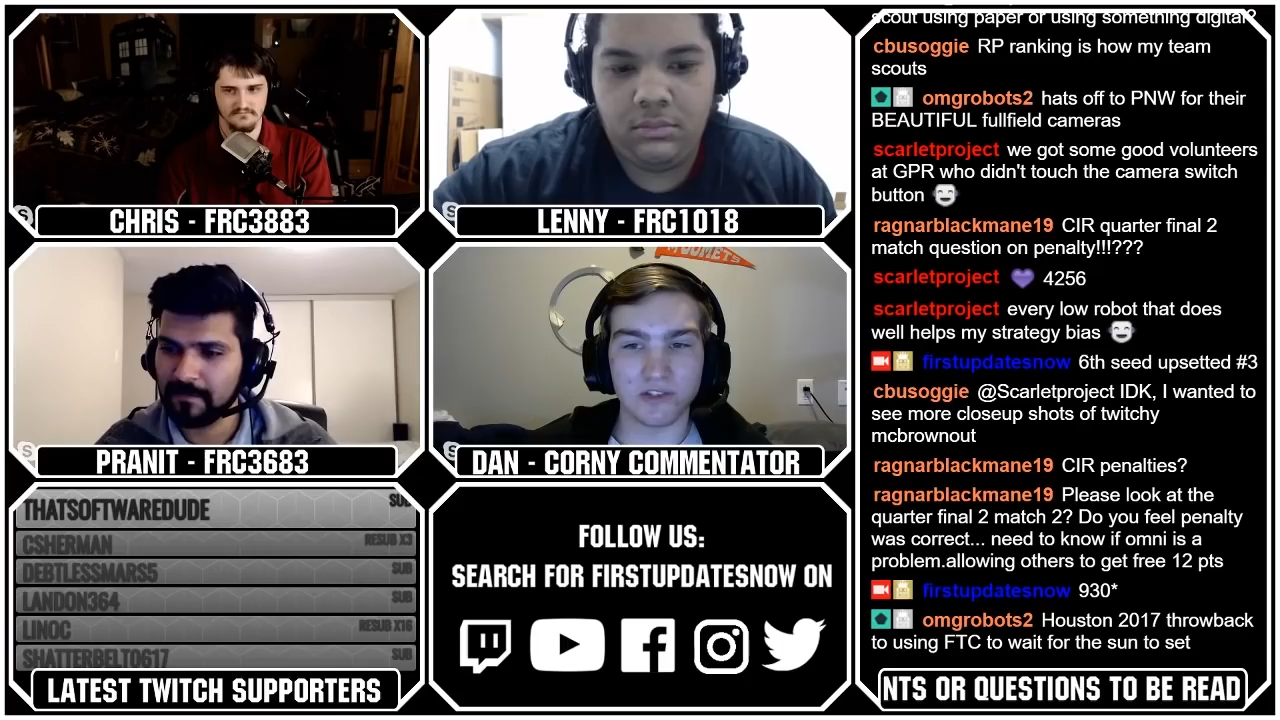 CHRIS - FRC3883
LENNY - FRC1018
PRANIT - FRC3683
COMETS
DAN - CORNY COMMENTATOR
THATSOFTWAREDUDE SUB
CSHERMAN RESUB X3
DEBTLESSMARS5 SUB
LANDON364 SUB
LINOC RESUB X16
SHATTERBELT0617 SUB
LATEST TWITCH SUPPORTERS
FOLLOW US:
SEARCH FOR FIRSTUPDATESNOW ON
scout using paper or using something digital?
cbusoggie RP ranking is how my team
scouts
omgrobots2 hats off to PNW for their
BEAUTIFUL fullfield cameras
scarletproject we got some good volunteers
at GPR who didn't touch the camera switch
button
ragnarblackmane19 CIR quarter final 2
match question on penalty!!!???
scarletproject 4256
scarletproject every low robot that does
well helps my strategy bias
firstupdatesnow 6th seed upsetted #3
cbusoggie @Scarletproject IDK, I wanted to
see more closeup shots of twitchy
mcbrownout
ragnarblackmane19 CIR penalties?
ragnarblackmane19 Please look at the
quarter final 2 match 2? Do you feel penalty
was correct... need to know if omni is a
problem.allowing others to get free 12 pts
firstupdatesnow 930*
omgrobots2 Houston 2017 throwback
to using FTC to wait for the sun to set
NTS OR QUESTIONS TO BE READ